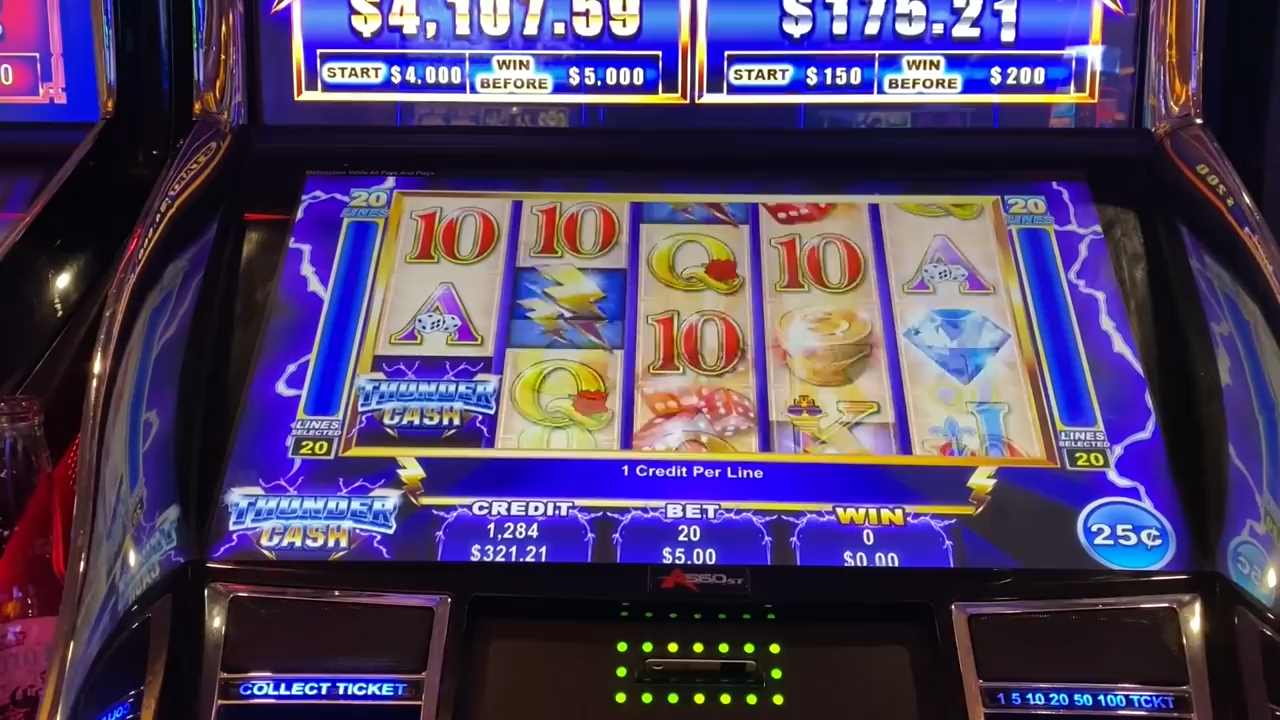 $4,107.59
$175.21
START $4,000 WIN BEFORE $5,000
START $150 WIN BEFORE $200
20 LINES
20 LINES
10 10 Q 10 A
A 10
THUNDER CASH Q K J
LINES SELECTED 20
LINES SELECTED 20
1 Credit Per Line
THUNDER CASH
CREDIT
1,284
$321.21
BET
20
$5.00
WIN
0
$0.00
25¢
A560ST
COLLECT TICKET
1 5 10 20 50 100 TCKT